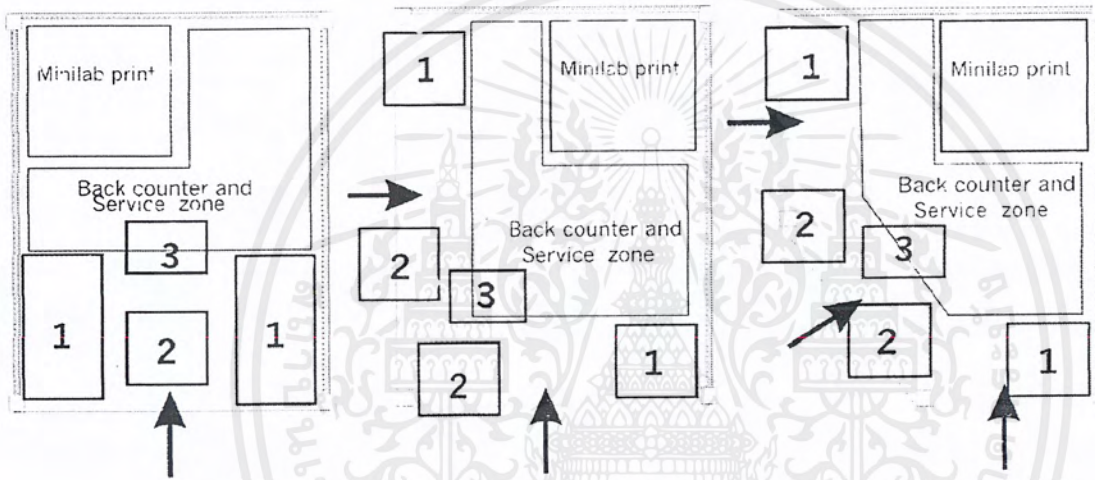 Minilab print
Back counter and
Service zone
3
1
2
1
1
Minilab print
2
Back counter and
Service zone
3
2
1
1
Minilab print
2
Back counter and
Service zone
3
2
1